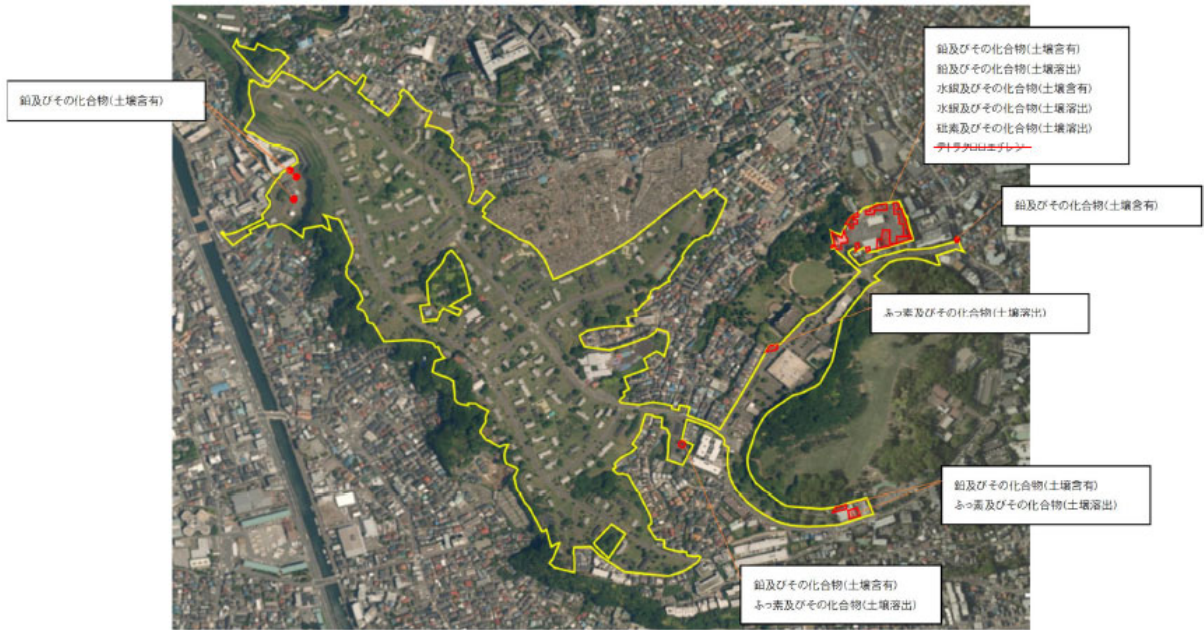 鉛及びその化合物(土壌含有)
鉛及びその化合物(土壌含有)
鉛及びその化合物(土壌溶出)
水銀及びその化合物(土壌含有)
水銀及びその化合物(土壌溶出)
砒素及びその化合物(土壌溶出)
テトラクロロエチレン
鉛及びその化合物(土壌含有)
ふっ素及びその化合物(土壌溶出)
鉛及びその化合物(土壌含有)
ふっ素及びその化合物(土壌溶出)
鉛及びその化合物(土壌含有)
ふっ素及びその化合物(土壌溶出)